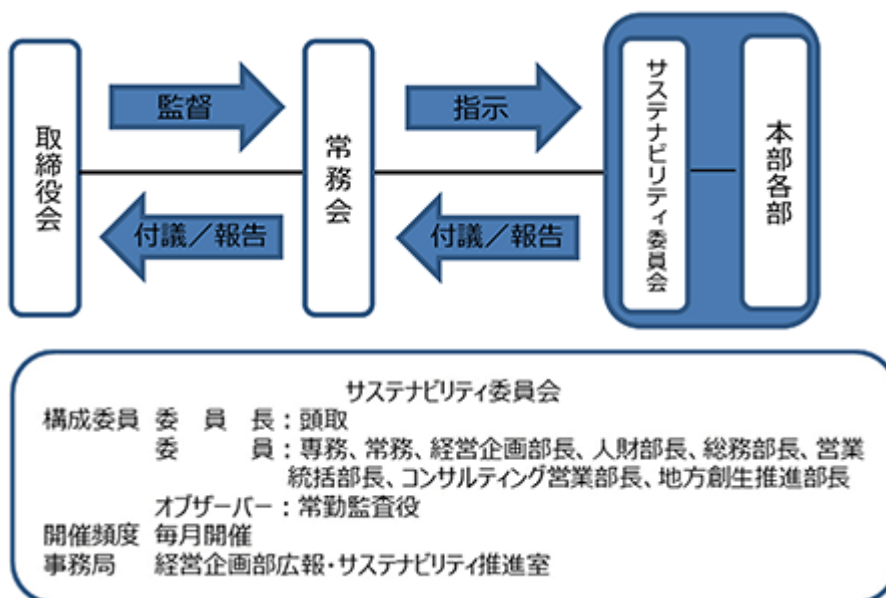 取締役会
監督
付議／報告
常務会
指示
付議／報告
サステナビリティ委員会
本部各部
サステナビリティ委員会
構成委員 委員長：頭取
委員：専務、常務、経営企画部長、人財部長、総務部長、営業
統括部長、コンサルティング営業部長、地方創生推進部長
オブザーバー：常勤監査役
開催頻度 毎月開催
事務局 経営企画部広報・サステナビリティ推進室